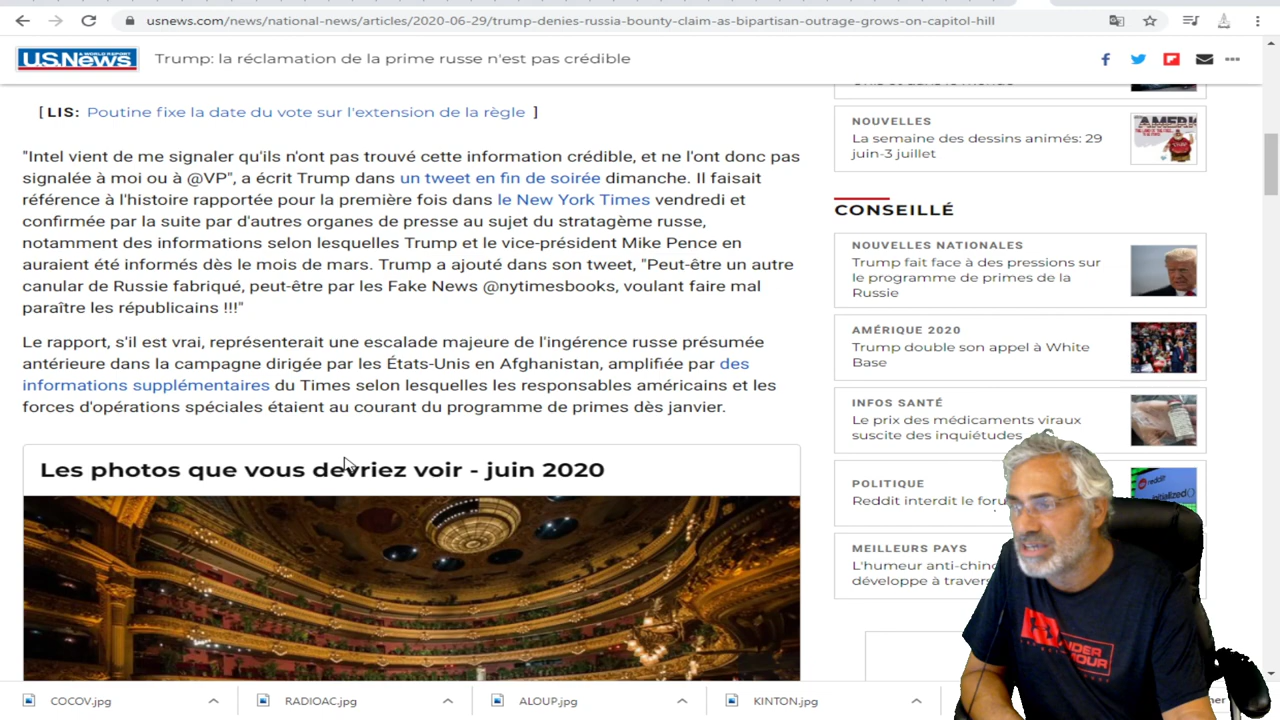 usnews.com/news/national-news/articles/2020-06-29/trump-denies-russia-bounty-claim-as-bipartisan-outrage-grows-on-capitol-hill
U.S.News
Trump: la réclamation de la prime russe n'est pas crédible
[ LIS: Poutine fixe la date du vote sur l'extension de la règle ]
"Intel vient de me signaler qu'ils n'ont pas trouvé cette information crédible, et ne l'ont donc pas
signalée à moi ou à @VP", a écrit Trump dans un tweet en fin de soirée dimanche. Il faisait
référence à l'histoire rapportée pour la première fois dans le New York Times vendredi et
confirmée par la suite par d'autres organes de presse au sujet du stratagème russe,
notamment des informations selon lesquelles Trump et le vice-président Mike Pence en
auraient été informés dès le mois de mars. Trump a ajouté dans son tweet, "Peut-être un autre
canular de Russie fabriqué, peut-être par les Fake News @nytimesbooks, voulant faire mal
paraître les républicains !!!"
Le rapport, s'il est vrai, représenterait une escalade majeure de l'ingérence russe présumée
antérieure dans la campagne dirigée par les États-Unis en Afghanistan, amplifiée par des
informations supplémentaires du Times selon lesquelles les responsables américains et les
forces d'opérations spéciales étaient au courant du programme de primes dès janvier.
Les photos que vous devriez voir - juin 2020
NOUVELLES
La semaine des dessins animés: 29
juin-3 juillet
CONSEILLÉ
NOUVELLES NATIONALES
Trump fait face à des pressions sur
le programme de primes de la
Russie
AMÉRIQUE 2020
Trump double son appel à White
Base
INFOS SANTÉ
Le prix des médicaments viraux
suscite des inquiétudes
POLITIQUE
Reddit interdit le foru
reddit
MEILLEURS PAYS
L'humeur anti-chino
développe à travers
COCOV.jpg
RADIOAC.jpg
ALOUP.jpg
KINTON.jpg